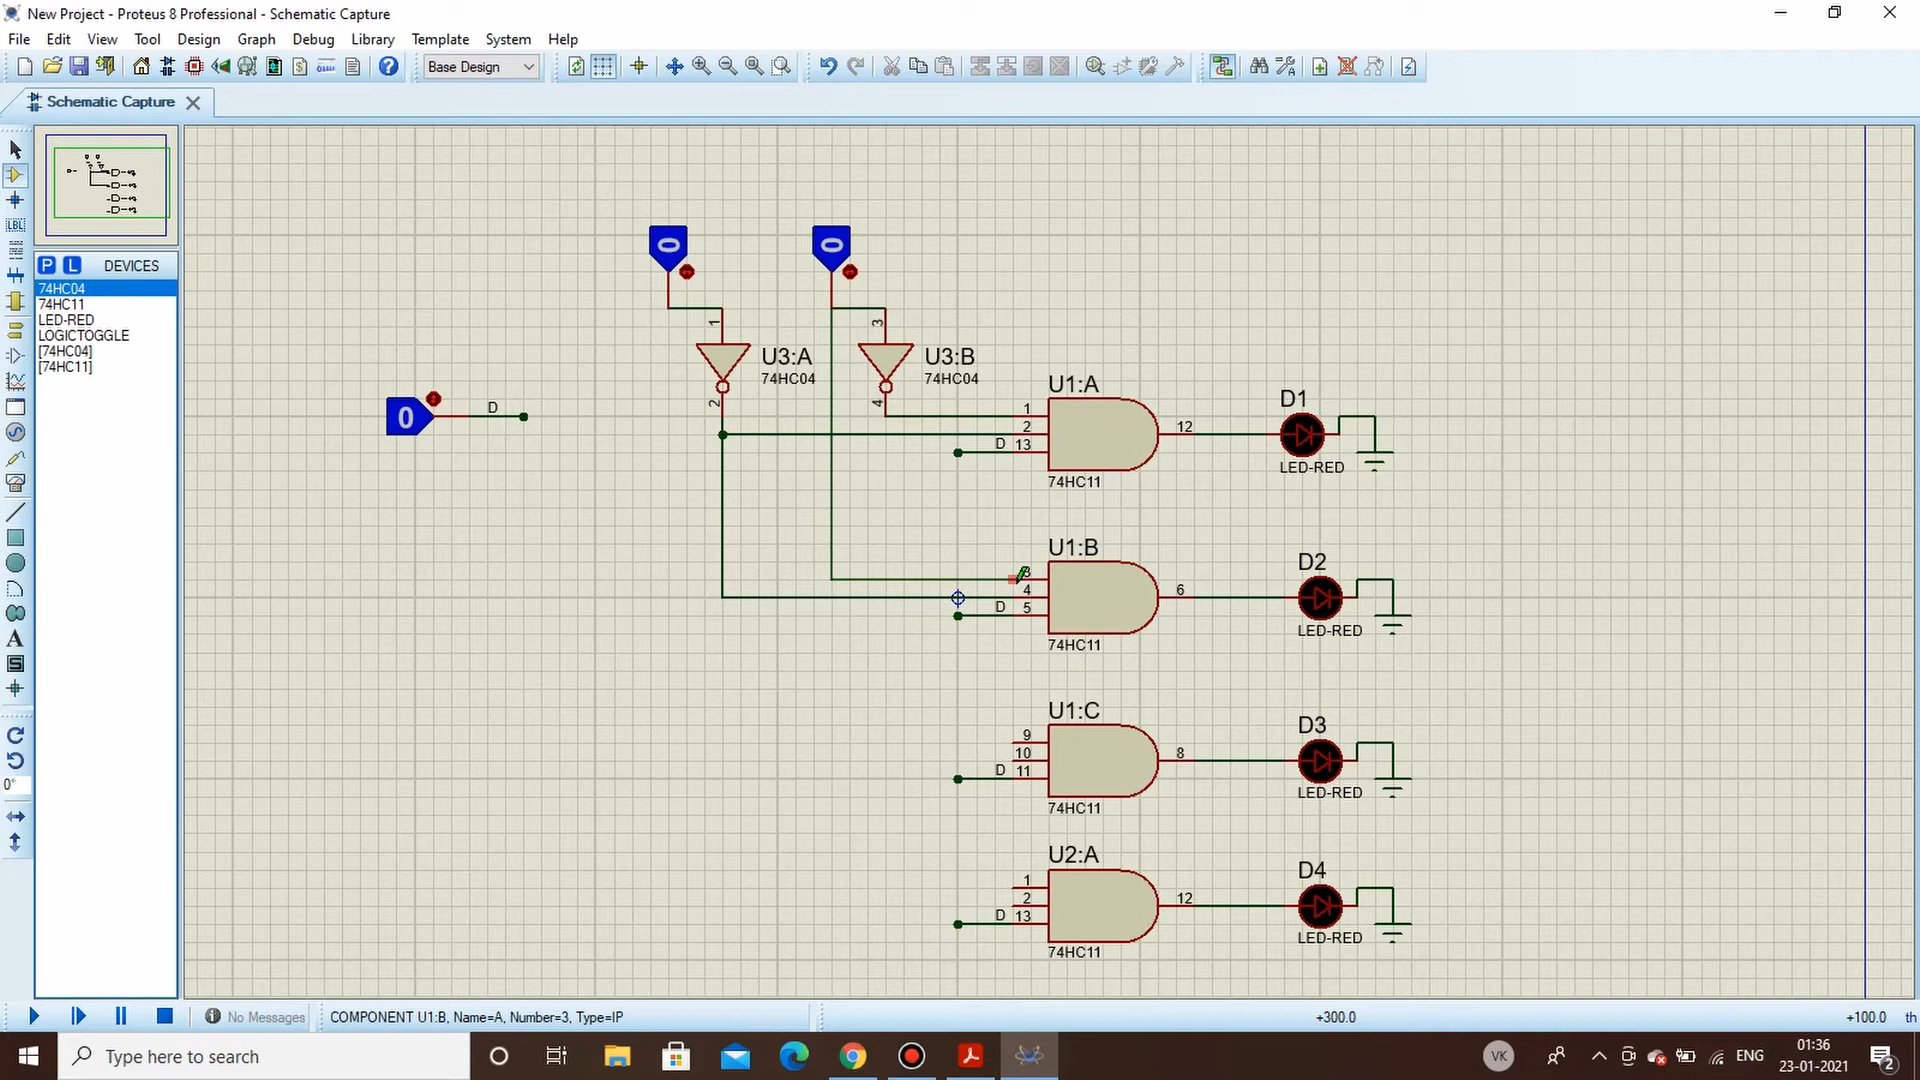 New Project - Proteus 8 Professional - Schematic Capture
File Edit View Tool Design Graph Debug Library Template System Help
Base Design
Schematic Capture
P L DEVICES
74HC04
74HC11
LED-RED
LOGICTOGGLE
[74HC04]
[74HC11]
LBL
A
S
0°
0
0
1
3
U3:A
74HC04
U3:B
74HC04
2
4
0
D
U1:A
1
2
D 13
12
74HC11
D1
LED-RED
U1:B
3
4
D 5
6
74HC11
D2
LED-RED
U1:C
9
10
D 11
8
74HC11
D3
LED-RED
U2:A
1
2
D 13
12
74HC11
D4
LED-RED
No Messages
COMPONENT U1:B, Name=A, Number=3, Type=IP
+300.0
+100.0
th
Type here to search
VK
ENG
01:36
23-01-2021
2